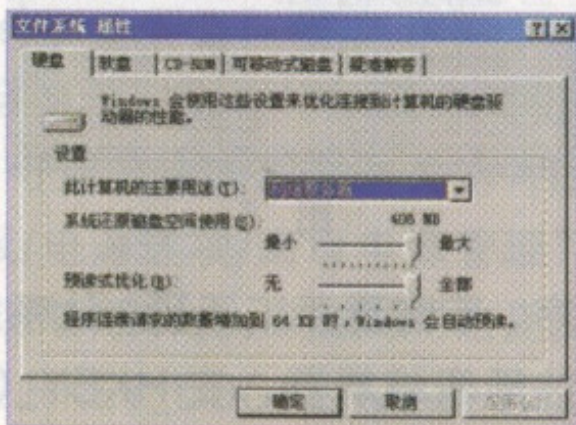 文件系统 属性
硬盘 软盘 CD-ROM 可移动式磁盘 疑难解答
Windows 会使用这些设置来优化连接到计算机的硬盘驱
动器的性能。
设置
此计算机的主要用途(T):
系统还原磁盘空间使用(S): 406 MB
最小 最大
预读式优化(R): 无 全部
程序连续请求的数据增加到 64 KB 时，Windows 会自动预读。
确定 取消